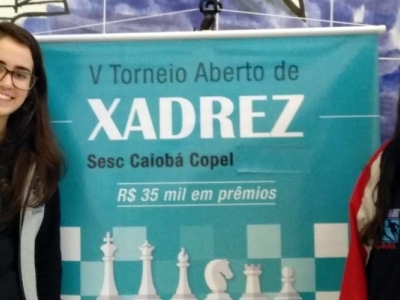 V Torneio Aberto de
XADREZ
Sesc Caiobá Copel
R$ 35 mil em prêmios